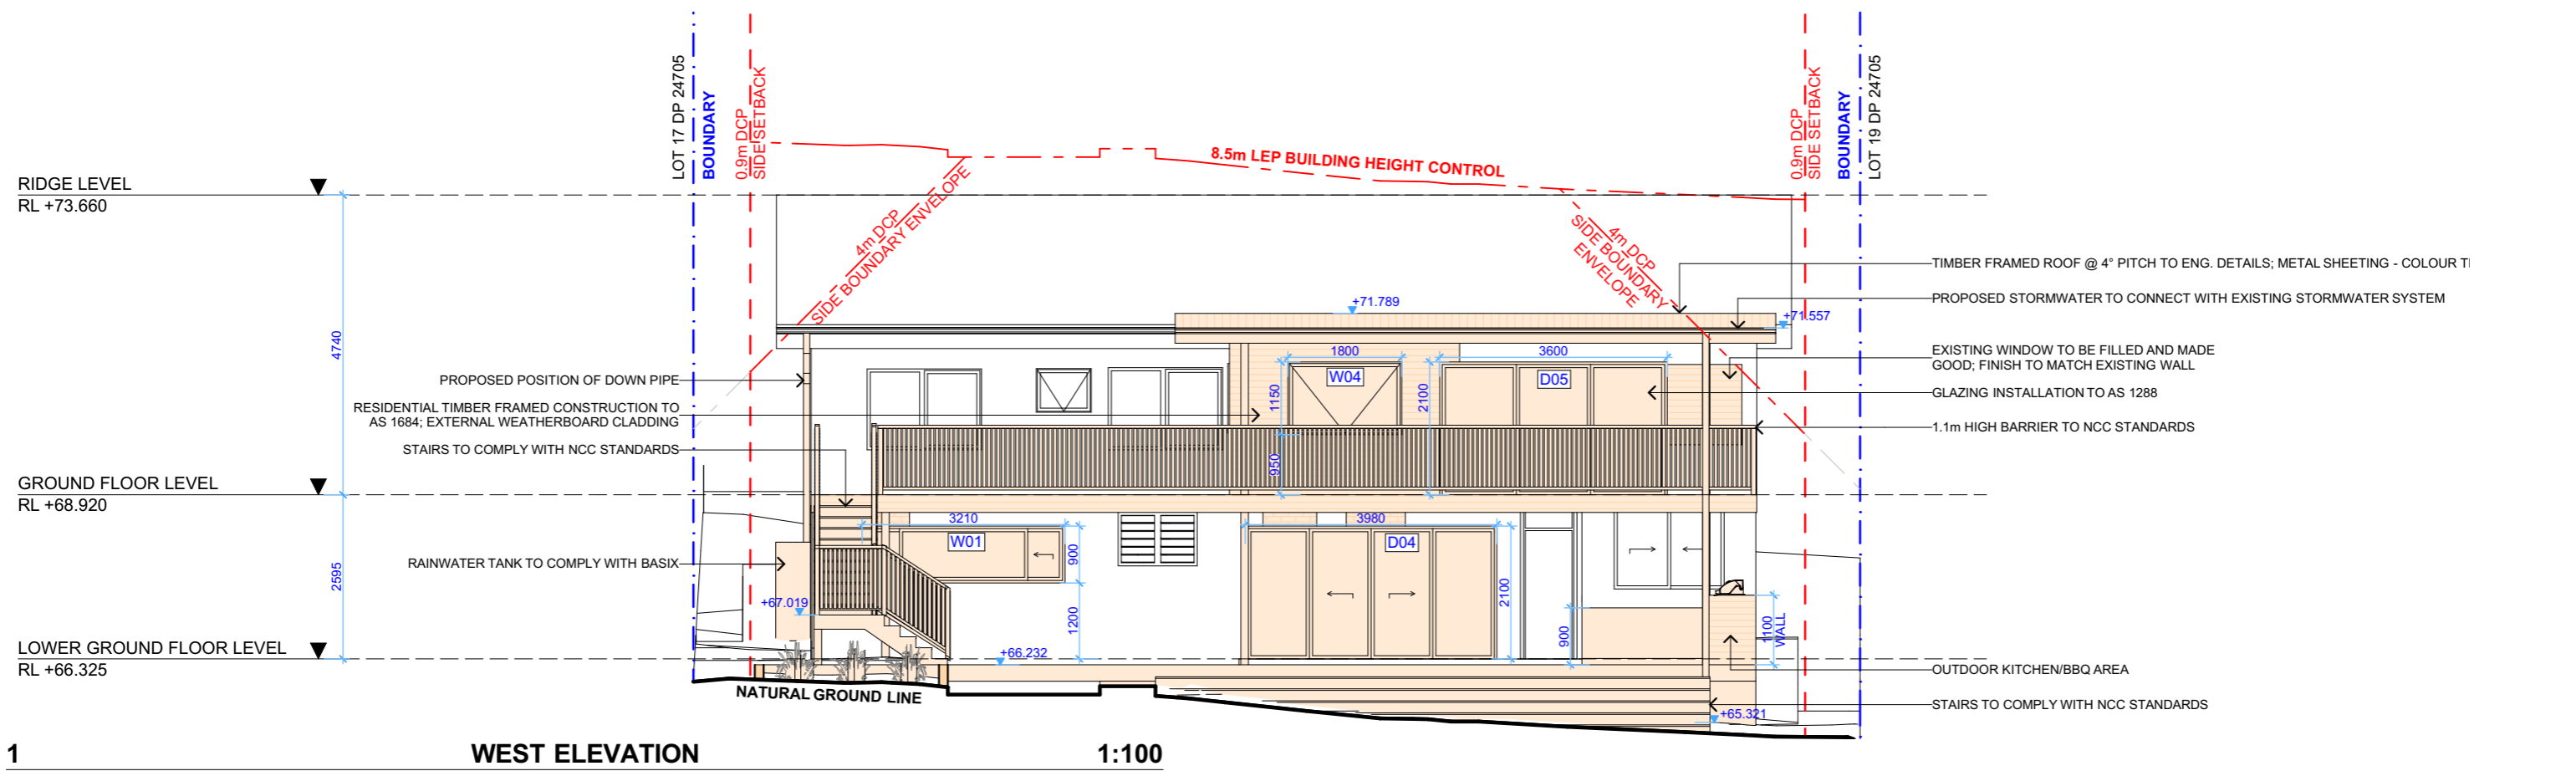 LOT 17 DP 24705
BOUNDARY
0.9m DCP
SIDE SETBACK
0.9m DCP
SIDE SETBACK
BOUNDARY
LOT 19 DP 24705
8.5m LEP BUILDING HEIGHT CONTROL
RIDGE LEVEL
RL +73.660
4m DCP
SIDE BOUNDARY ENVELOPE
4m DCP
SIDE BOUNDARY
ENVELOPE
TIMBER FRAMED ROOF @ 4° PITCH TO ENG. DETAILS; METAL SHEETING - COLOUR
PROPOSED STORMWATER TO CONNECT WITH EXISTING STORMWATER SYSTEM
+71.789
+71.557
4740
1800
3600
EXISTING WINDOW TO BE FILLED AND MADE
GOOD; FINISH TO MATCH EXISTING WALL
PROPOSED POSITION OF DOWN PIPE
W04
D05
GLAZING INSTALLATION TO AS 1288
1150
2100
RESIDENTIAL TIMBER FRAMED CONSTRUCTION TO
AS 1684; EXTERNAL WEATHERBOARD CLADDING
1.1m HIGH BARRIER TO NCC STANDARDS
STAIRS TO COMPLY WITH NCC STANDARDS
950
GROUND FLOOR LEVEL
RL +68.920
3210
3980
W01
D04
900
RAINWATER TANK TO COMPLY WITH BASIX
2595
2100
+67.019
1200
900
1100
WALL
LOWER GROUND FLOOR LEVEL
RL +66.325
+66.232
OUTDOOR KITCHEN/BBQ AREA
NATURAL GROUND LINE
STAIRS TO COMPLY WITH NCC STANDARDS
+65.321
1 WEST ELEVATION 1:100